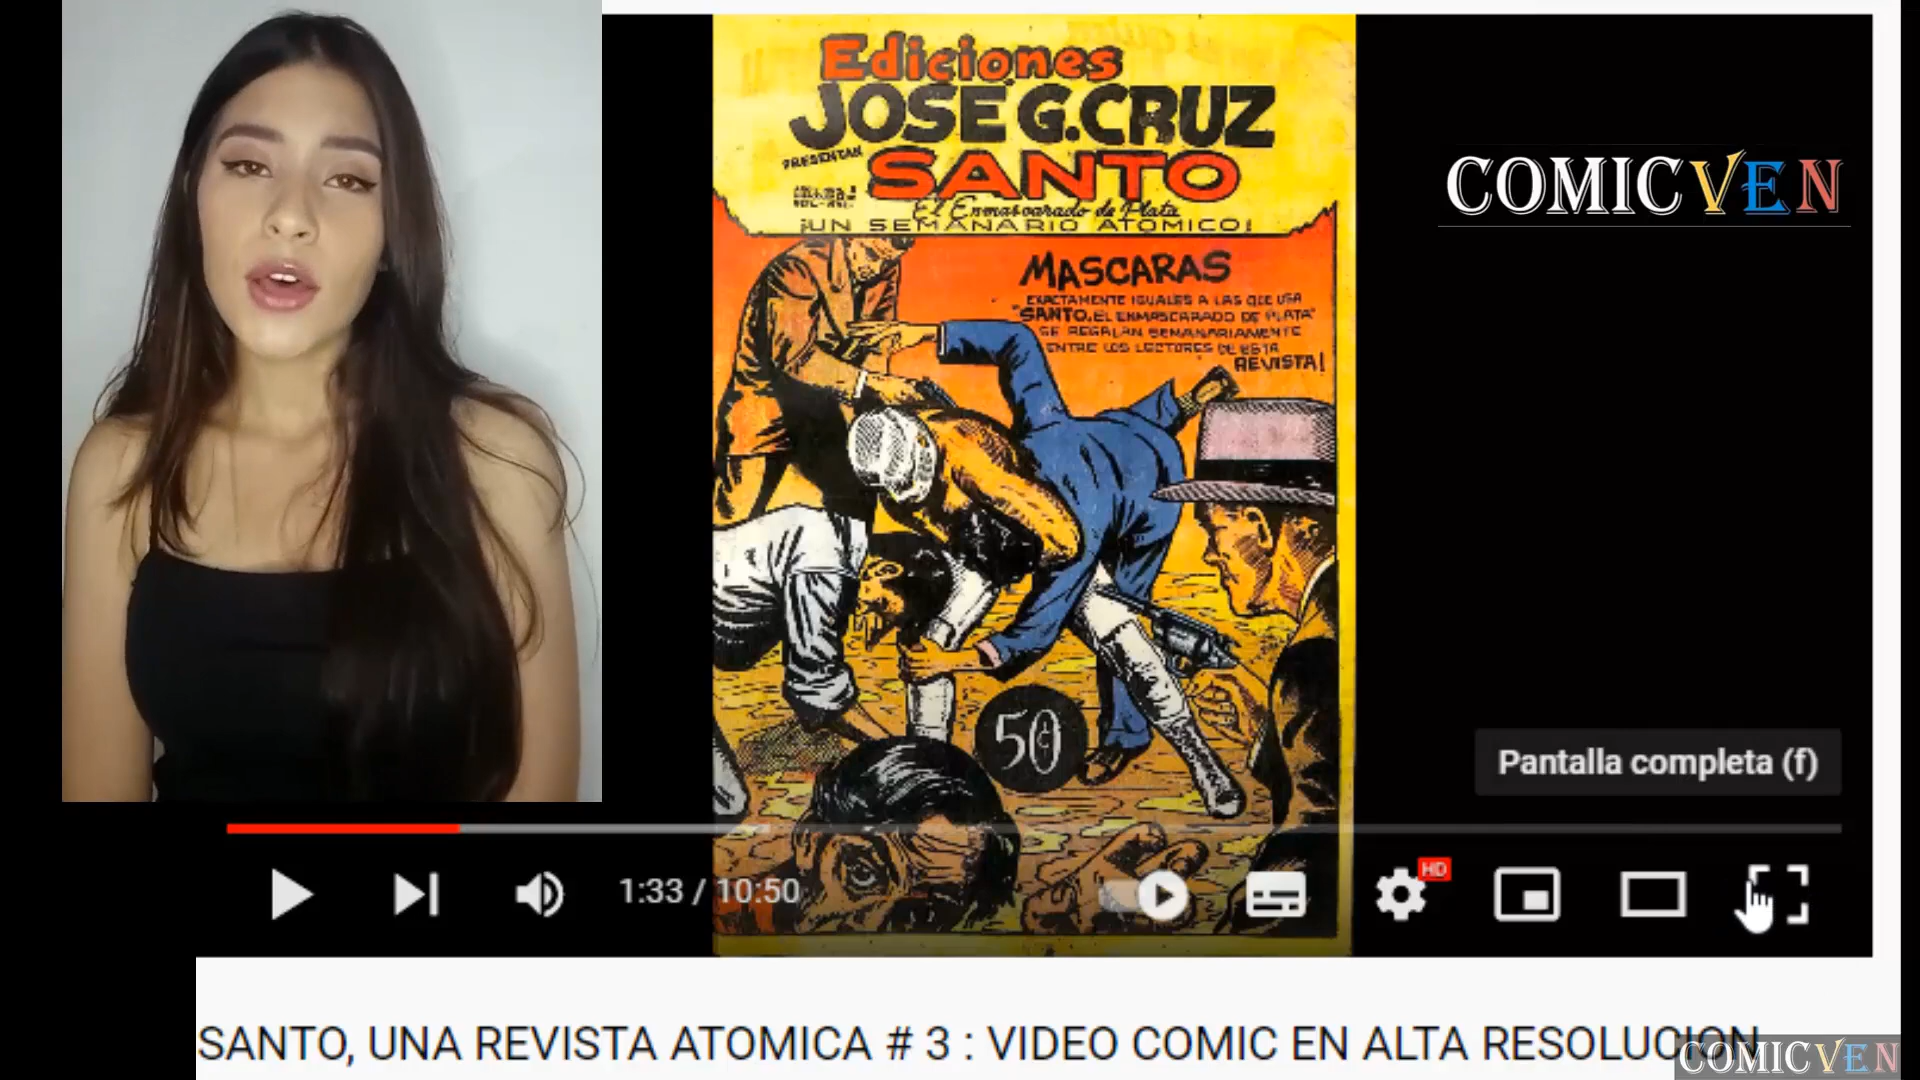 Ediciones
JOSE G. CRUZ
PRESENTAN
SANTO
El Enmascarado de Plata
¡UN SEMANARIO ATOMICO!
MASCARAS
EXACTAMENTE IGUALES A LAS QUE USA
"SANTO, EL ENMASCARADO DE PLATA"
SE REGALAN SEMANARIAMENTE
ENTRE LOS LECTORES DE ESTA
REVISTA!
50¢
COMICVEN
Pantalla completa (f)
1:33 / 10:50
HD
SANTO, UNA REVISTA ATOMICA # 3 : VIDEO COMIC EN ALTA RESOLUCION
COMICVEN